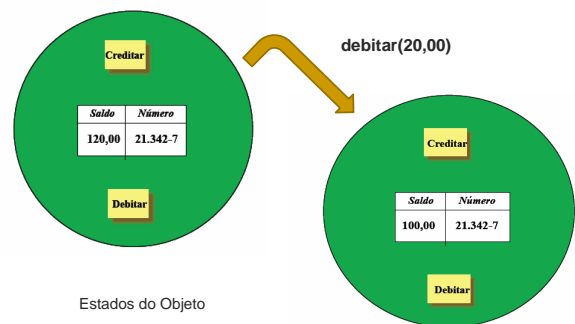 Creditar
Saldo Número
120,00 21.342-7
Debitar
debitar(20,00)
Creditar
Saldo Número
100,00 21.342-7
Debitar
Estados do Objeto